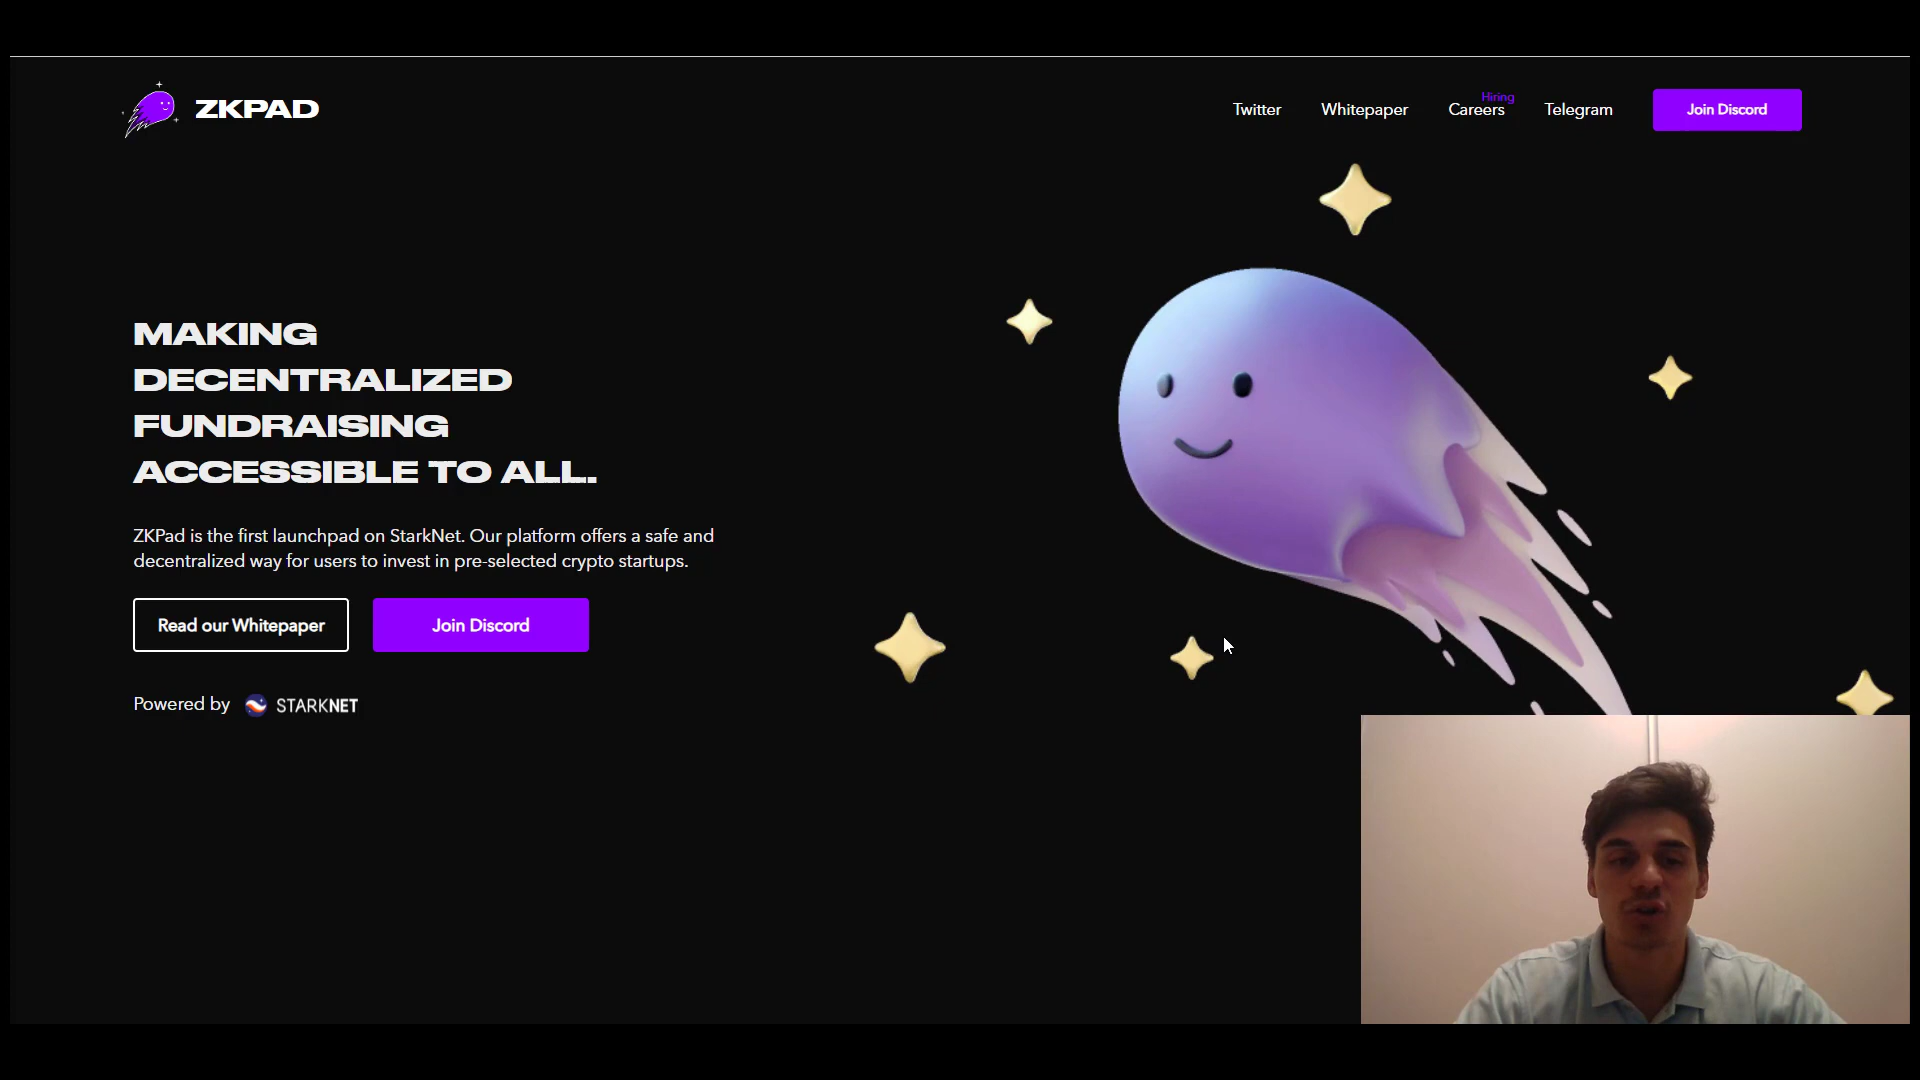 ZKPAD
Twitter
Whitepaper
Hiring
Careers
Telegram
Join Discord
MAKING
DECENTRALIZED
FUNDRAISING
ACCESSIBLE TO ALL.
ZKPad is the first launchpad on StarkNet. Our platform offers a safe and
decentralized way for users to invest in pre-selected crypto startups.
Read our Whitepaper
Join Discord
Powered by STARKNET